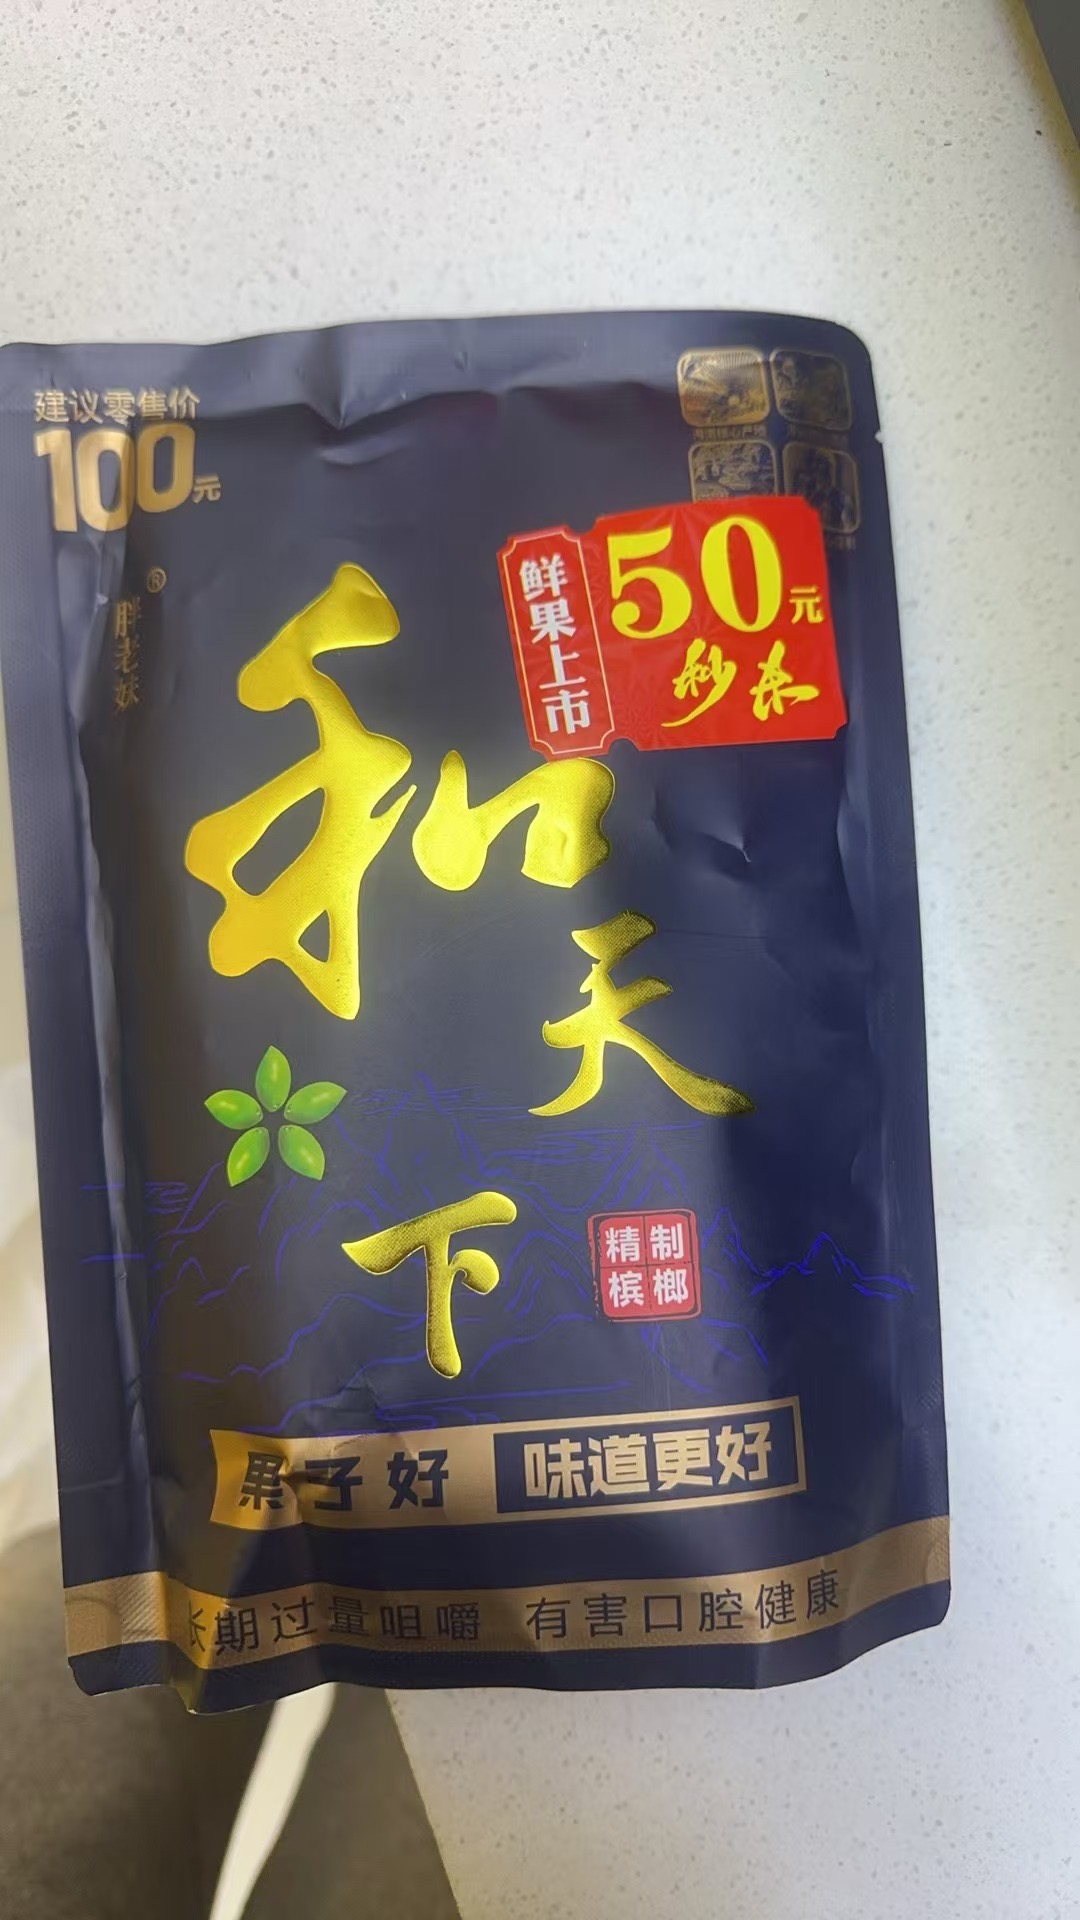 建议零售价
100元
胖老妖®
鲜果上市
50元
秒杀
和
天
下
精制
槟榔
果子好 味道更好
长期过量咀嚼 有害口腔健康